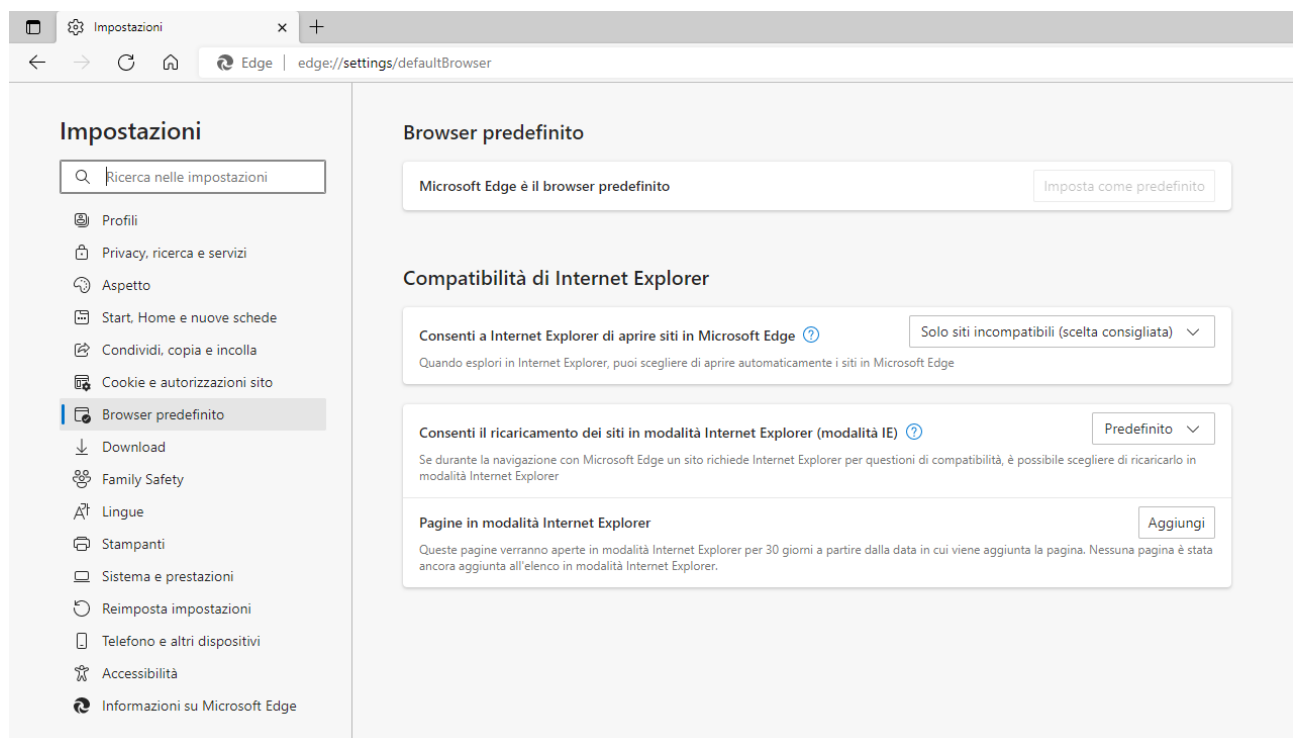 Impostazioni
Edge | edge://settings/defaultBrowser
Impostazioni
Ricerca nelle impostazioni
Profili
Privacy, ricerca e servizi
Aspetto
Start, Home e nuove schede
Condividi, copia e incolla
Cookie e autorizzazioni sito
Browser predefinito
Download
Family Safety
Lingue
Stampanti
Sistema e prestazioni
Reimposta impostazioni
Telefono e altri dispositivi
Accessibilità
Informazioni su Microsoft Edge
Browser predefinito
Microsoft Edge è il browser predefinito
Imposta come predefinito
Compatibilità di Internet Explorer
Consenti a Internet Explorer di aprire siti in Microsoft Edge
Solo siti incompatibili (scelta consigliata)
Quando esplori in Internet Explorer, puoi scegliere di aprire automaticamente i siti in Microsoft Edge
Consenti il ricaricamento dei siti in modalità Internet Explorer (modalità IE)
Predefinito
Se durante la navigazione con Microsoft Edge un sito richiede Internet Explorer per questioni di compatibilità, è possibile scegliere di ricaricarlo in
modalità Internet Explorer
Pagine in modalità Internet Explorer
Aggiungi
Queste pagine verranno aperte in modalità Internet Explorer per 30 giorni a partire dalla data in cui viene aggiunta la pagina. Nessuna pagina è stata
ancora aggiunta all'elenco in modalità Internet Explorer.